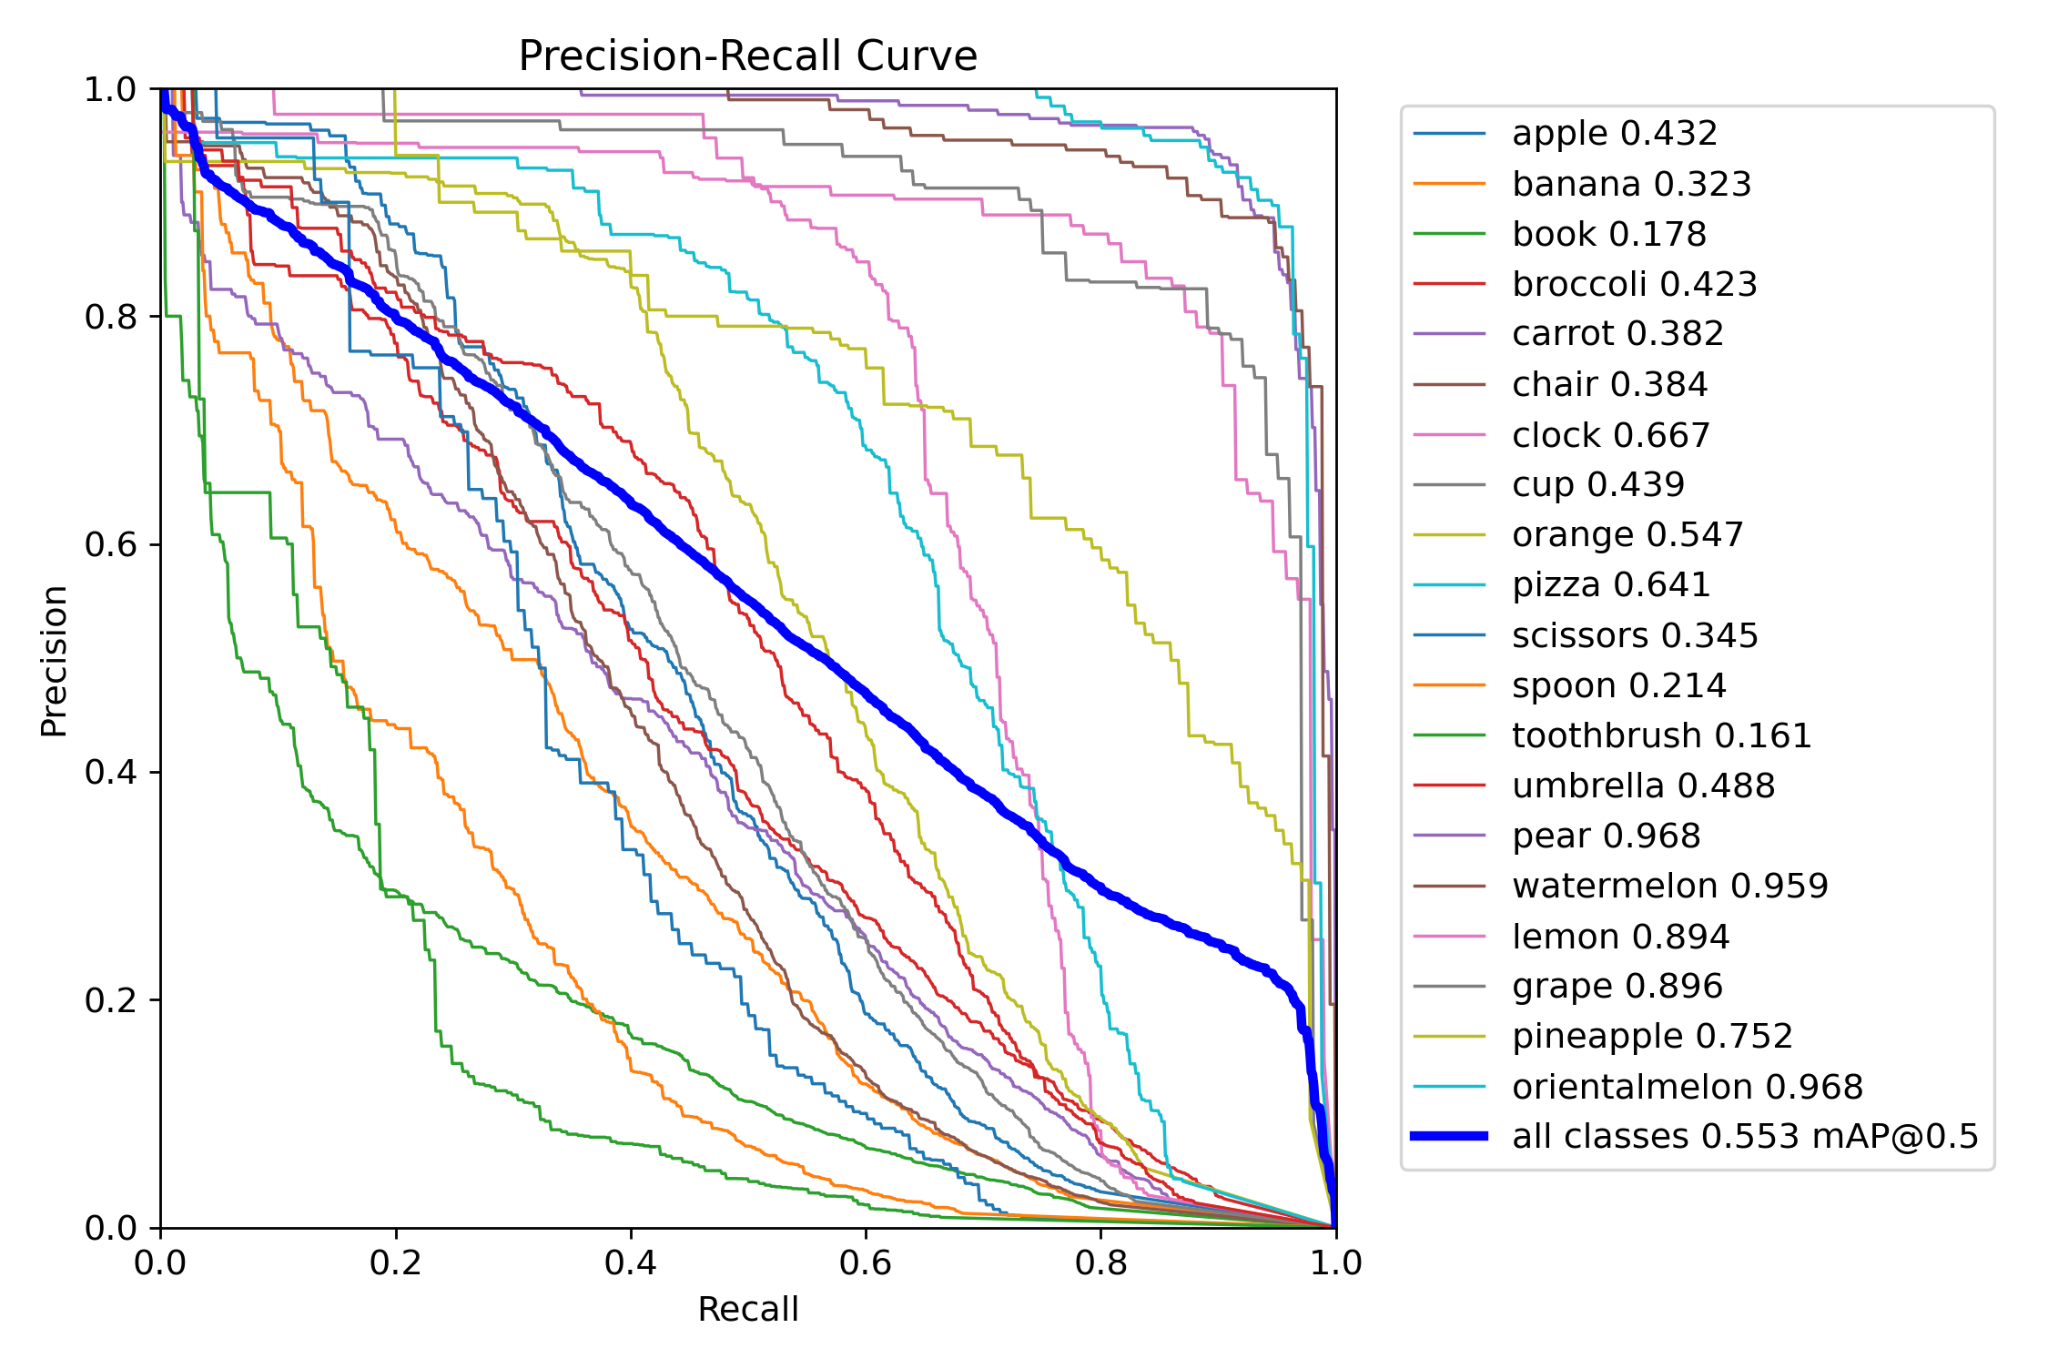 Precision-Recall Curve
1.0
0.8
0.6
0.4
0.2
0.0
Precision
0.0 0.2 0.4 0.6 0.8 1.0
Recall
apple 0.432
banana 0.323
book 0.178
broccoli 0.423
carrot 0.382
chair 0.384
clock 0.667
cup 0.439
orange 0.547
pizza 0.641
scissors 0.345
spoon 0.214
toothbrush 0.161
umbrella 0.488
pear 0.968
watermelon 0.959
lemon 0.894
grape 0.896
pineapple 0.752
orientalmelon 0.968
all classes 0.553 mAP@0.5